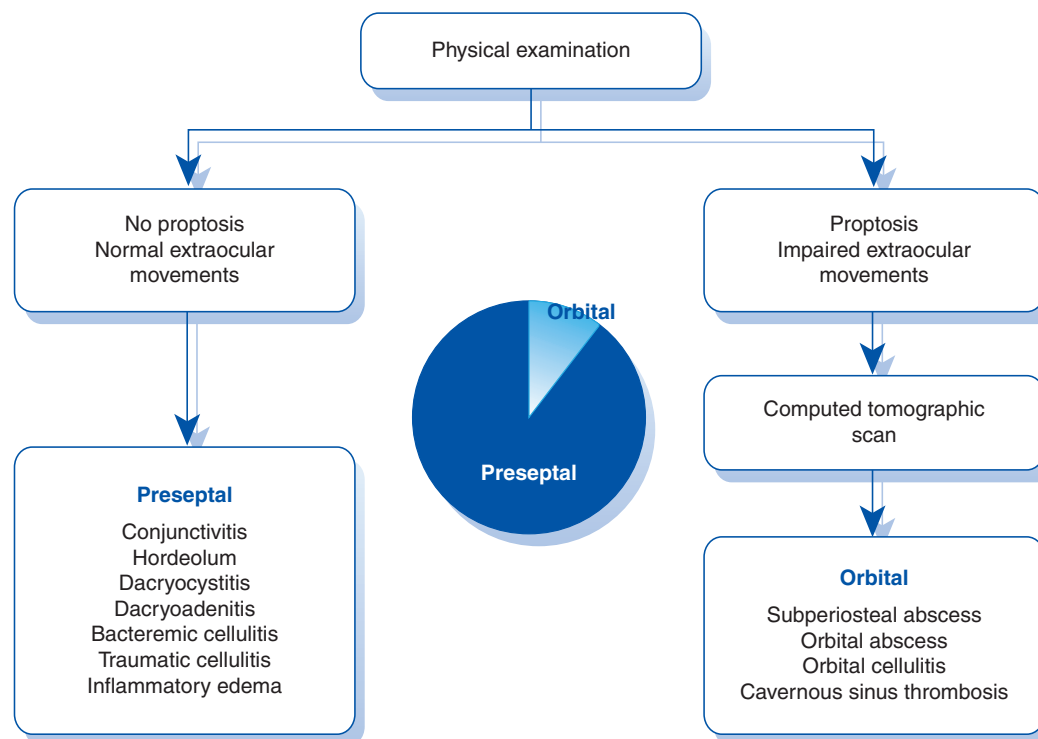 Physical examination
No proptosis
Normal extraocular
movements
Proptosis
Impaired extraocular
movements
Orbital
Preseptal
Computed tomographic
scan
Preseptal
Conjunctivitis
Hordeolum
Dacryocystitis
Dacryoadenitis
Bacteremic cellulitis
Traumatic cellulitis
Inflammatory edema
Orbital
Subperiosteal abscess
Orbital abscess
Orbital cellulitis
Cavernous sinus thrombosis